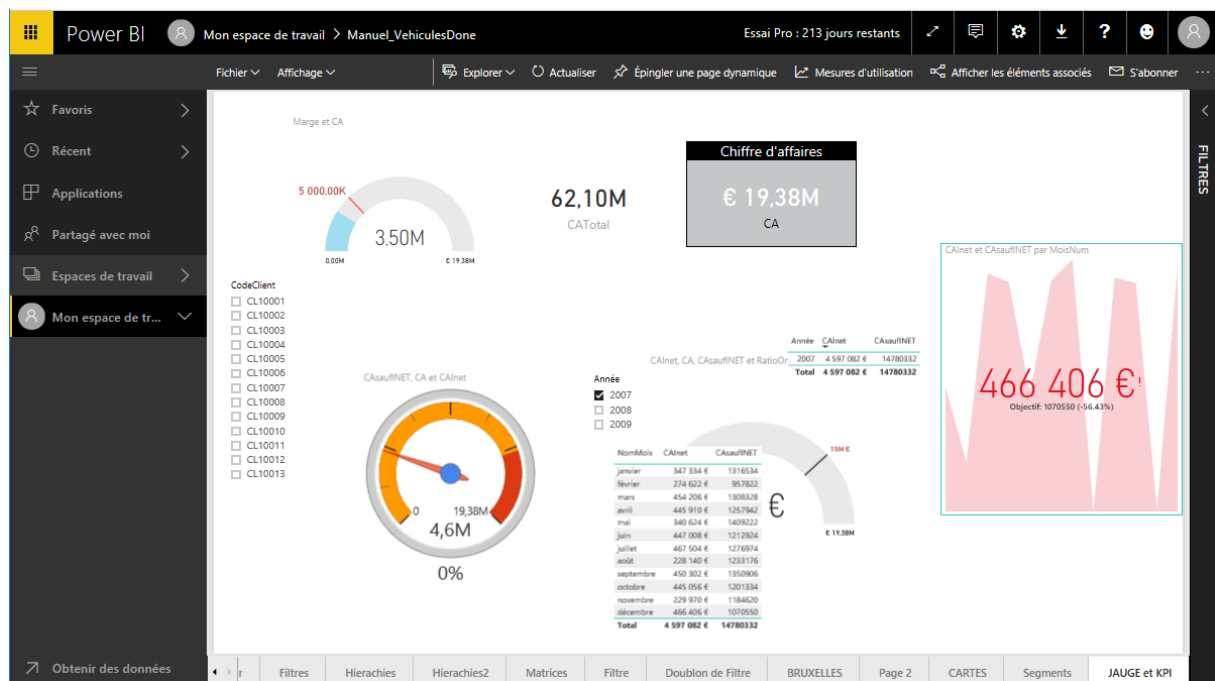 Power BI
Mon espace de travail > Manuel_VehiculesDone
Essai Pro : 213 jours restants
Fichier
Affichage
Explorer
Actualiser
Épingler une page dynamique
Mesures d'utilisation
Afficher les éléments associés
S'abonner
Favoris
Récent
Applications
Partagé avec moi
Espaces de travail
Mon espace de tr...
Obtenir des données
FILTRES
Marge et CA
5 000,00K
3,50M
0,00M
€ 19,38M
62,10M
CATotal
Chiffre d'affaires
€ 19,38M
CA
CodeClient
CL10001
CL10002
CL10003
CL10004
CL10005
CL10006
CL10007
CL10008
CL10009
CL10010
CL10011
CL10012
CL10013
CAsaufINET, CA et CAInet
0
19,38M
4,6M
0%
Année
2007
2008
2009
CAInet, CA, CAsaufINET et RatioOr
Année CAInet CAsaufINET
2007 4 597 082 € 14780332
Total 4 597 082 € 14780332
15M €
€
€ 19,38M
NomMois CAInet CAsaufINET
janvier 347 334 € 1316534
février 274 622 € 957822
mars 454 206 € 1308328
avril 445 910 € 1257942
mai 340 624 € 1409222
juin 447 008 € 1212924
juillet 467 504 € 1276974
août 228 140 € 1233176
septembre 450 302 € 1350906
octobre 445 056 € 1201334
novembre 229 970 € 1184620
décembre 466 406 € 1070550
Total 4 597 082 € 14780332
CAInet et CAsaufINET par MoisNum
466 406 €!
Objectif: 1070550 (-56.43%)
r
Filtres
Hierachies
Hierachies2
Matrices
Filtre
Doublon de Filtre
BRUXELLES
Page 2
CARTES
Segments
JAUGE et KPI